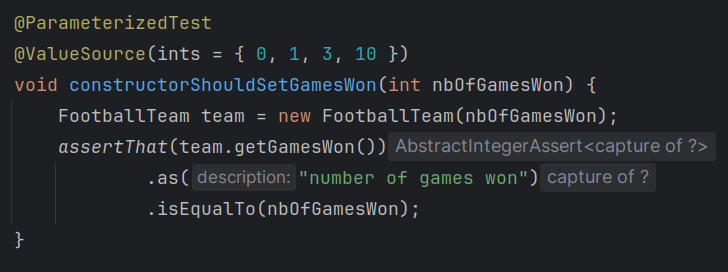 @ParameterizedTest
@ValueSource(ints = { 0, 1, 3, 10 })
void constructorShouldSetGamesWon(int nbOfGamesWon) {
FootballTeam team = new FootballTeam(nbOfGamesWon);
assertThat(team.getGamesWon()) AbstractIntegerAssert<capture of ?>
.as( description: "number of games won") capture of ?
.isEqualTo(nbOfGamesWon);
}